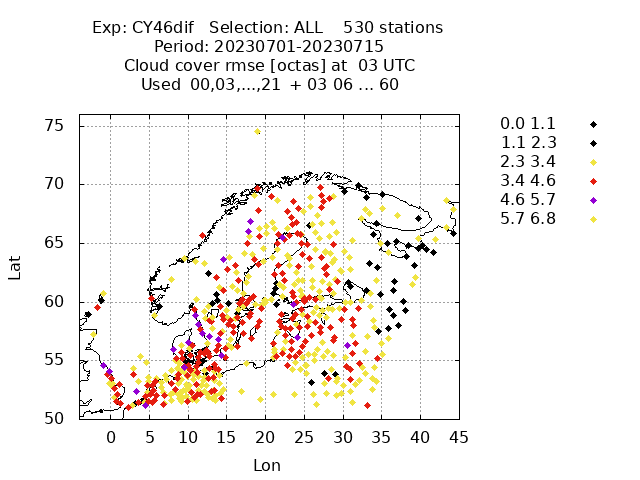 Exp: CY46dif   Selection: ALL    530 stations
Period: 20230701-20230715
Cloud cover rmse [octas] at  03 UTC
Used  00,03,...,21  + 03 06 ... 60
75
70
65
60
55
50
Lat
0 5 10 15 20 25 30 35 40 45
Lon
0.0 1.1
1.1 2.3
2.3 3.4
3.4 4.6
4.6 5.7
5.7 6.8